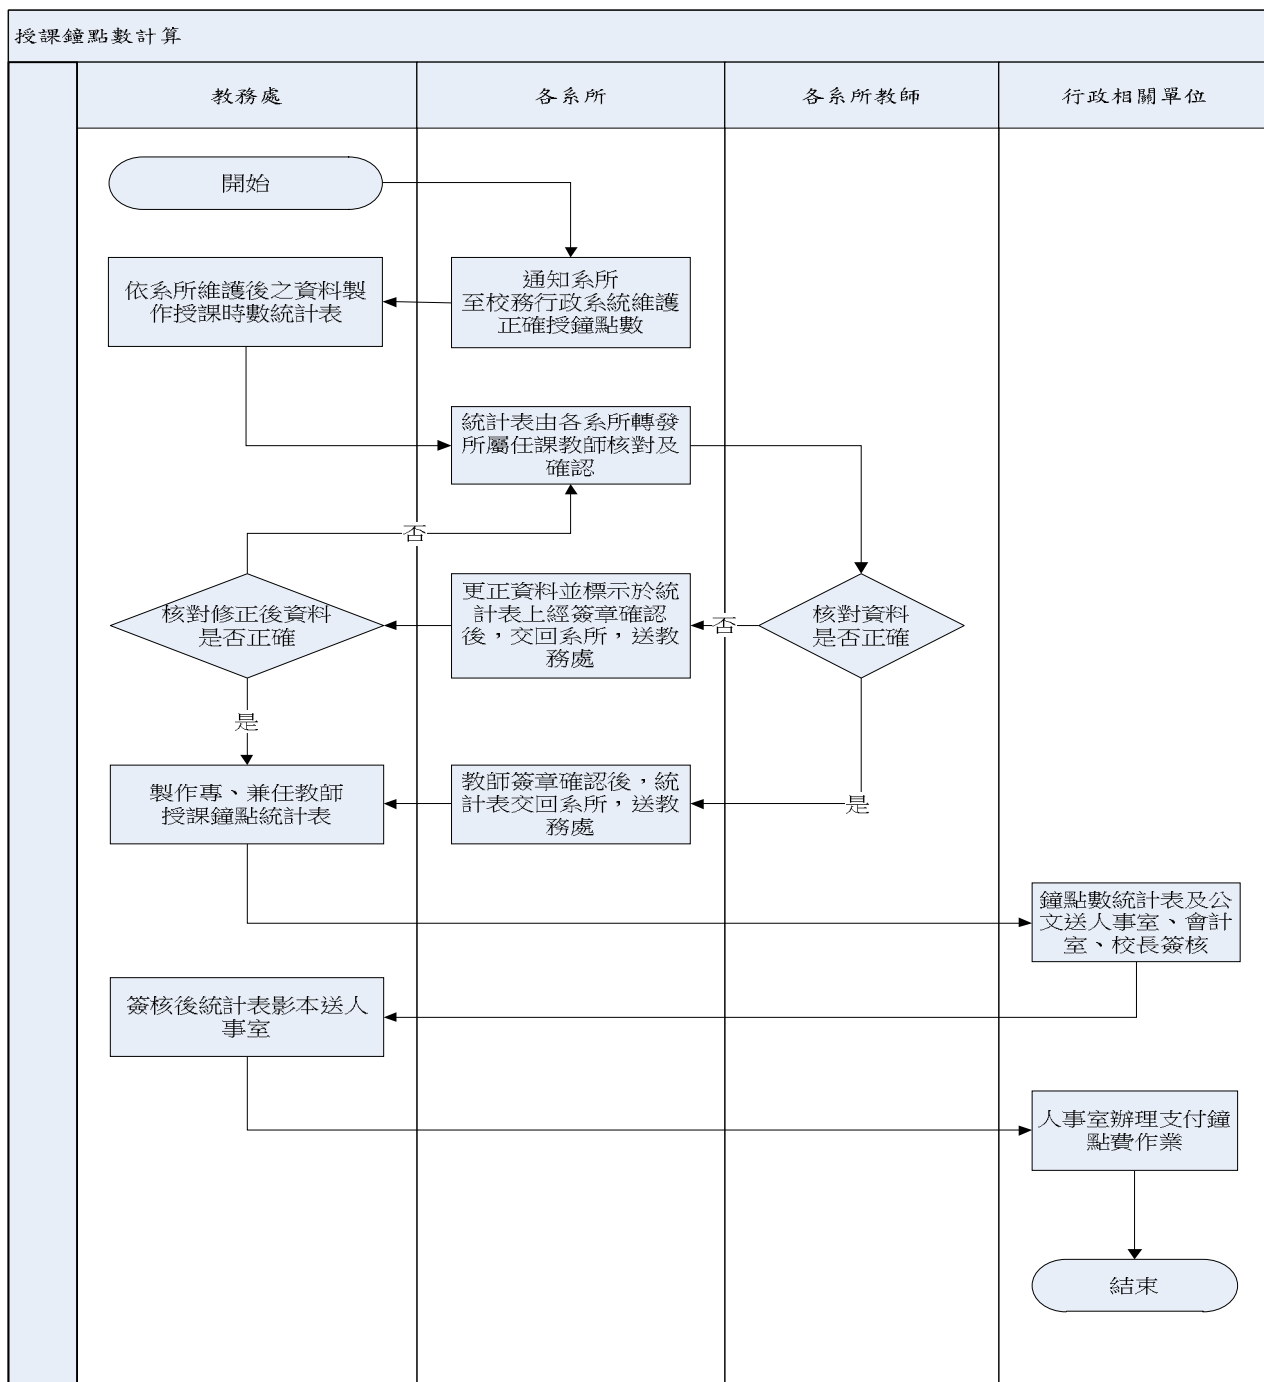 授課鐘點數計算
教務處
各系所
各系所教師
行政相關單位
開始
通知系所
至校務行政系統維護
正確授鐘點數
依系所維護後之資料製
作授課時數統計表
統計表由各系所轉發
所屬任課教師核對及
確認
否
核對修正後資料
是否正確
更正資料並標示於統
計表上經簽章確認
後，交回系所，送教
務處
否
核對資料
是否正確
是
製作專、兼任教師
授課鐘點統計表
教師簽章確認後，統
計表交回系所，送教
務處
是
鐘點數統計表及公
文送人事室、會計
室、校長簽核
簽核後統計表影本送人
事室
人事室辦理支付鐘
點費作業
結束